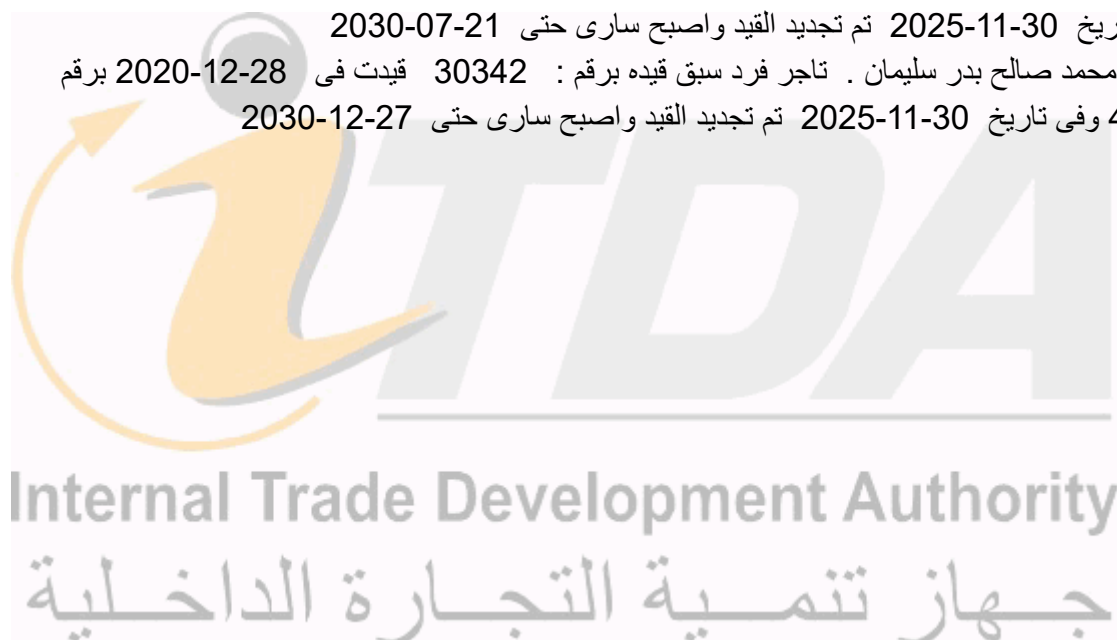 ريخ 30-11-2025 تم تجديد القيد واصبح سارى حتى 21-07-2030
محمد صالح بدر سليمان . تاجر فرد سبق قيده برقم : 30342 قيدت فى 28-12-2020 برقم
4 وفى تاريخ 30-11-2025 تم تجديد القيد واصبح سارى حتى 27-12-2030
iTDA
Internal Trade Development Authority
جهاز تنمية التجارة الداخلية